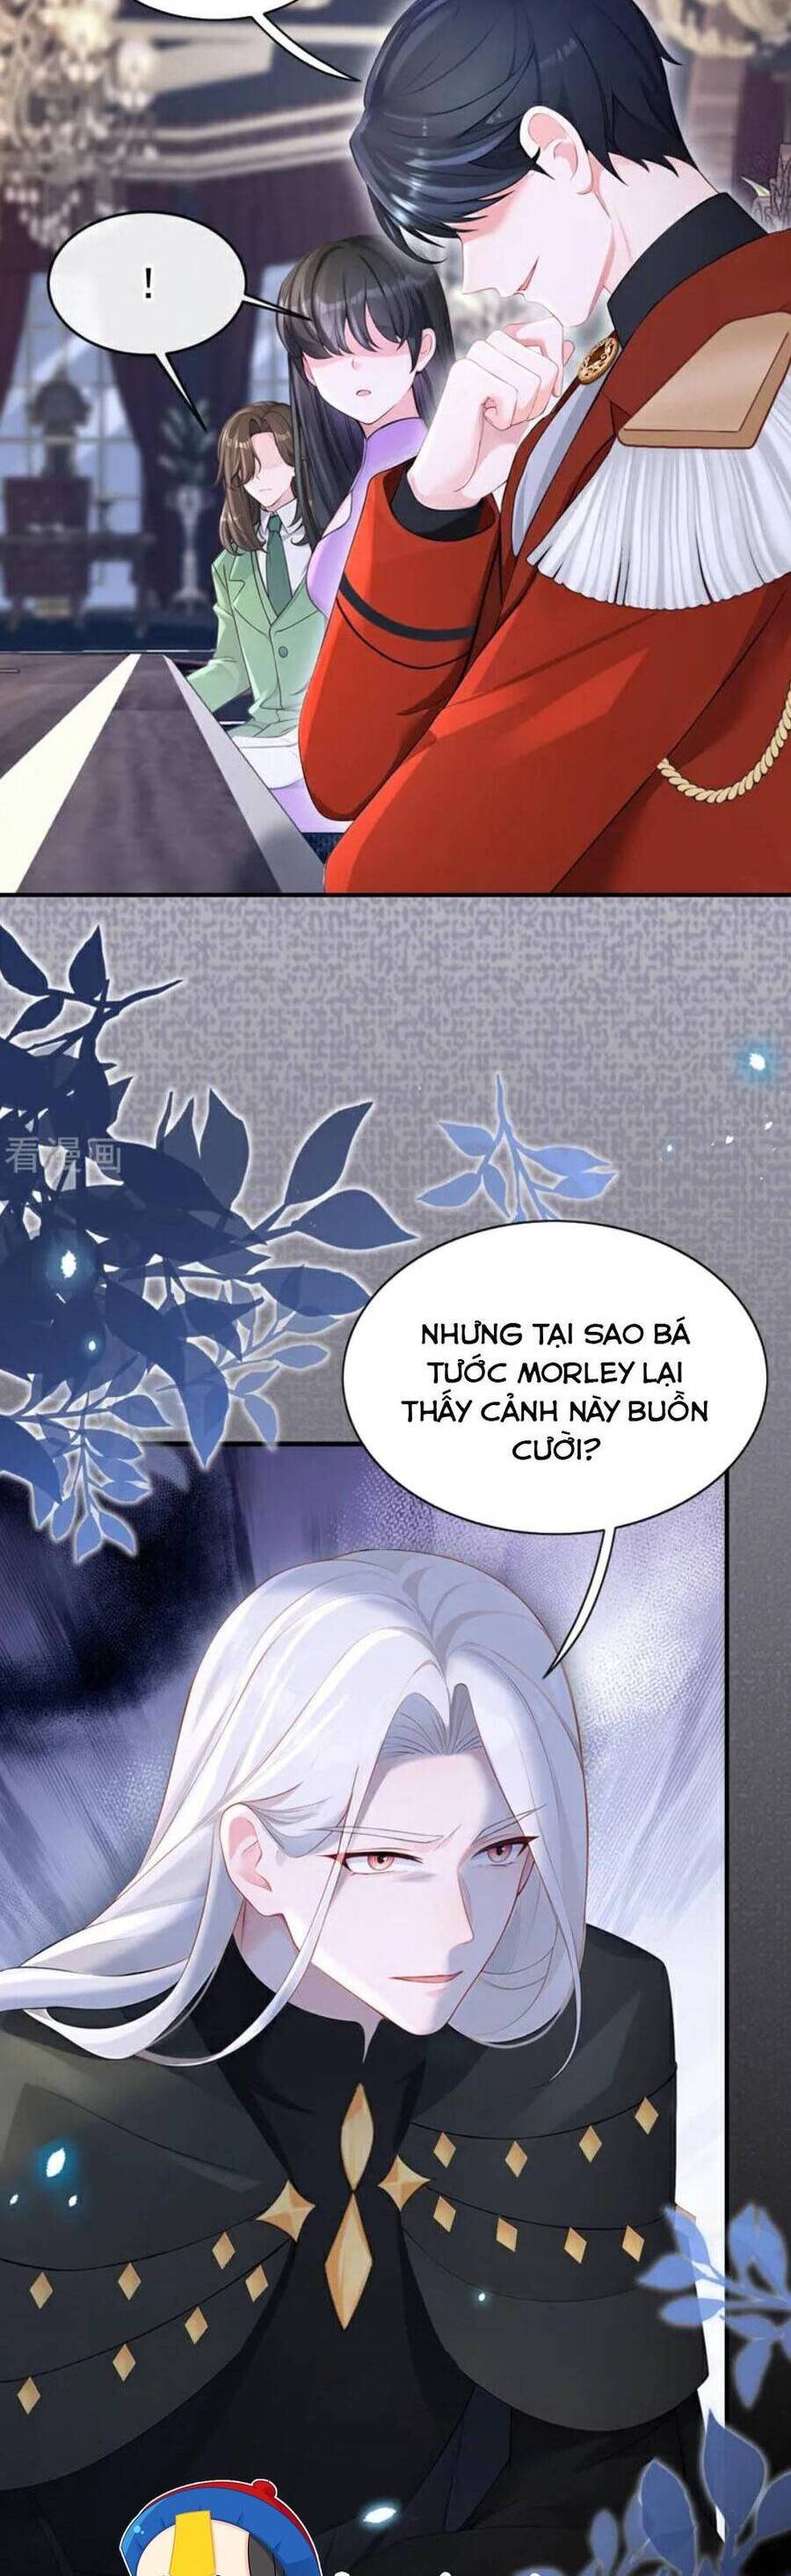 !
看漫画
NHƯNG TẠI SAO BÁ
TƯỚC MORLEY LẠI
THẤY CẢNH NÀY BUỒN
CƯỜI?